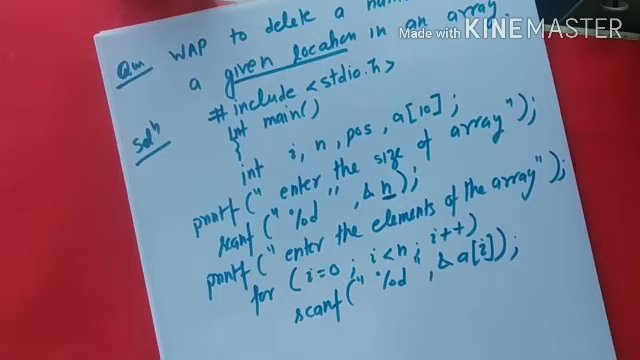 Made with KINEMASTER
Qn WAP to delete a
a given location in an array.
Solⁿ
#include <stdio.h>
int main()
{
int i, n, pos, a[10];
printf(" enter the size of array");
scanf("%d", &n);
printf(" enter the elements of the array");
for (i=0; i<n; i++)
scanf("%d", &a[i]);